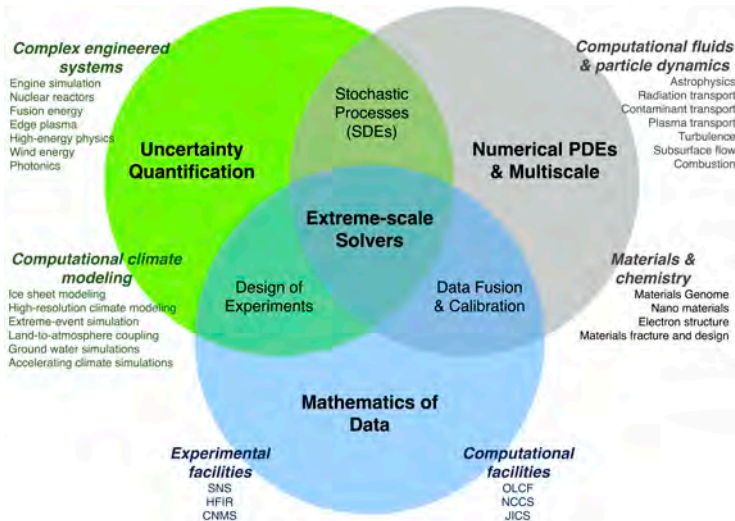 Complex engineered
systems
Engine simulation
Nuclear reactors
Fusion energy
Edge plasma
High-energy physics
Wind energy
Photonics
Stochastic
Processes
(SDEs)
Computational fluids
& particle dynamics
Astrophysics
Radiation transport
Contaminant transport
Plasma transport
Turbulence
Subsurface flow
Combustion
Uncertainty
Quantification
Numerical PDEs
& Multiscale
Extreme-scale
Solvers
Computational climate
modeling
Ice sheet modeling
High-resolution climate modeling
Extreme-event simulation
Land-to-atmosphere coupling
Ground water simulations
Accelerating climate simulations
Design of
Experiments
Data Fusion
& Calibration
Materials &
chemistry
Materials Genome
Nano materials
Electron structure
Materials fracture and design
Mathematics of
Data
Experimental
facilities
SNS
HFIR
CNMS
Computational
facilities
OLCF
NCCS
JICS